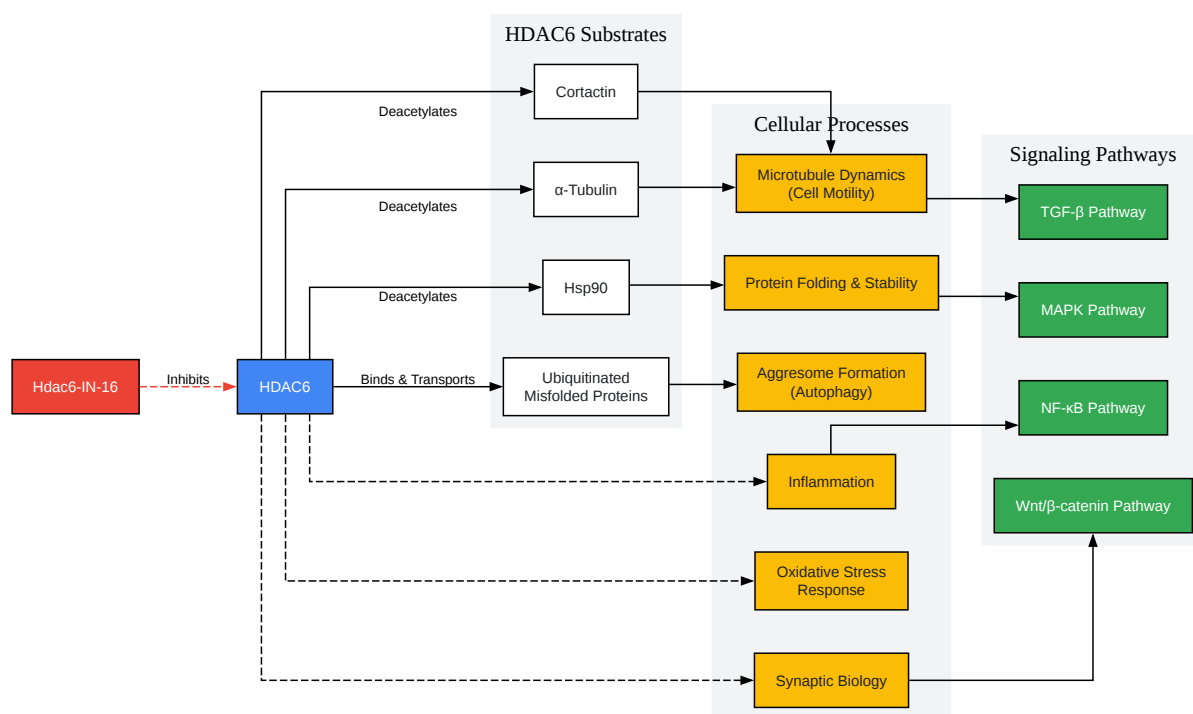 HDAC6 Substrates
Cortactin
Deacetylates
Cellular Processes
Signaling Pathways
Microtubule Dynamics
(Cell Motility)
α-Tubulin
Deacetylates
TGF-β Pathway
Protein Folding & Stability
Hsp90
Deacetylates
MAPK Pathway
Hdac6-IN-16
Inhibits
HDAC6
Binds & Transports
Ubiquitinated
Misfolded Proteins
Aggresome Formation
(Autophagy)
NF-κB Pathway
Inflammation
Wnt/β-catenin Pathway
Oxidative Stress
Response
Synaptic Biology